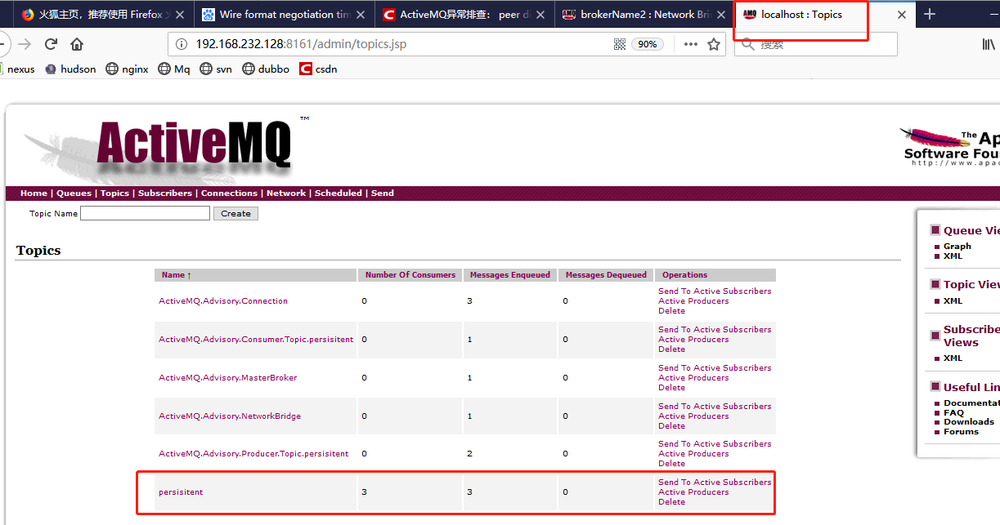 火狐主页，推荐使用 Firefox
Wire format negotiation tim
ActiveMQ异常排查： peer di
brokerName2 : Network Bri
localhost : Topics
192.168.232.128:8161/admin/topics.jsp
90%
搜索
nexus hudson nginx Mq svn dubbo csdn
ActiveMQ™
The Ap
Software Foun
http://www.apac
Home | Queues | Topics | Subscribers | Connections | Network | Scheduled | Send
Topic Name Create
Topics
Name ↑ Number Of Consumers Messages Enqueued Messages Dequeued Operations
ActiveMQ.Advisory.Connection 0 3 0 Send To Active Subscribers
Active Producers
Delete
ActiveMQ.Advisory.Consumer.Topic.persisitent 0 1 0 Send To Active Subscribers
Active Producers
Delete
ActiveMQ.Advisory.MasterBroker 0 1 0 Send To Active Subscribers
Active Producers
Delete
ActiveMQ.Advisory.NetworkBridge 0 1 0 Send To Active Subscribers
Active Producers
Delete
ActiveMQ.Advisory.Producer.Topic.persisitent 0 2 0 Send To Active Subscribers
Active Producers
Delete
persisitent 3 3 0 Send To Active Subscribers
Active Producers
Delete
Queue Vie
Graph
XML
Topic View
XML
Subscribe
Views
XML
Useful Lin
Documentat
FAQ
Downloads
Forums